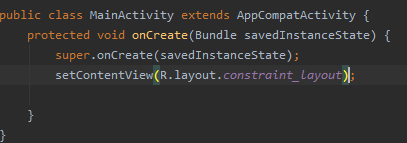 public class MainActivity extends AppCompatActivity {
protected void onCreate(Bundle savedInstanceState) {
super.onCreate(savedInstanceState);
setContentView(R.layout.constraint_layout);
}
}